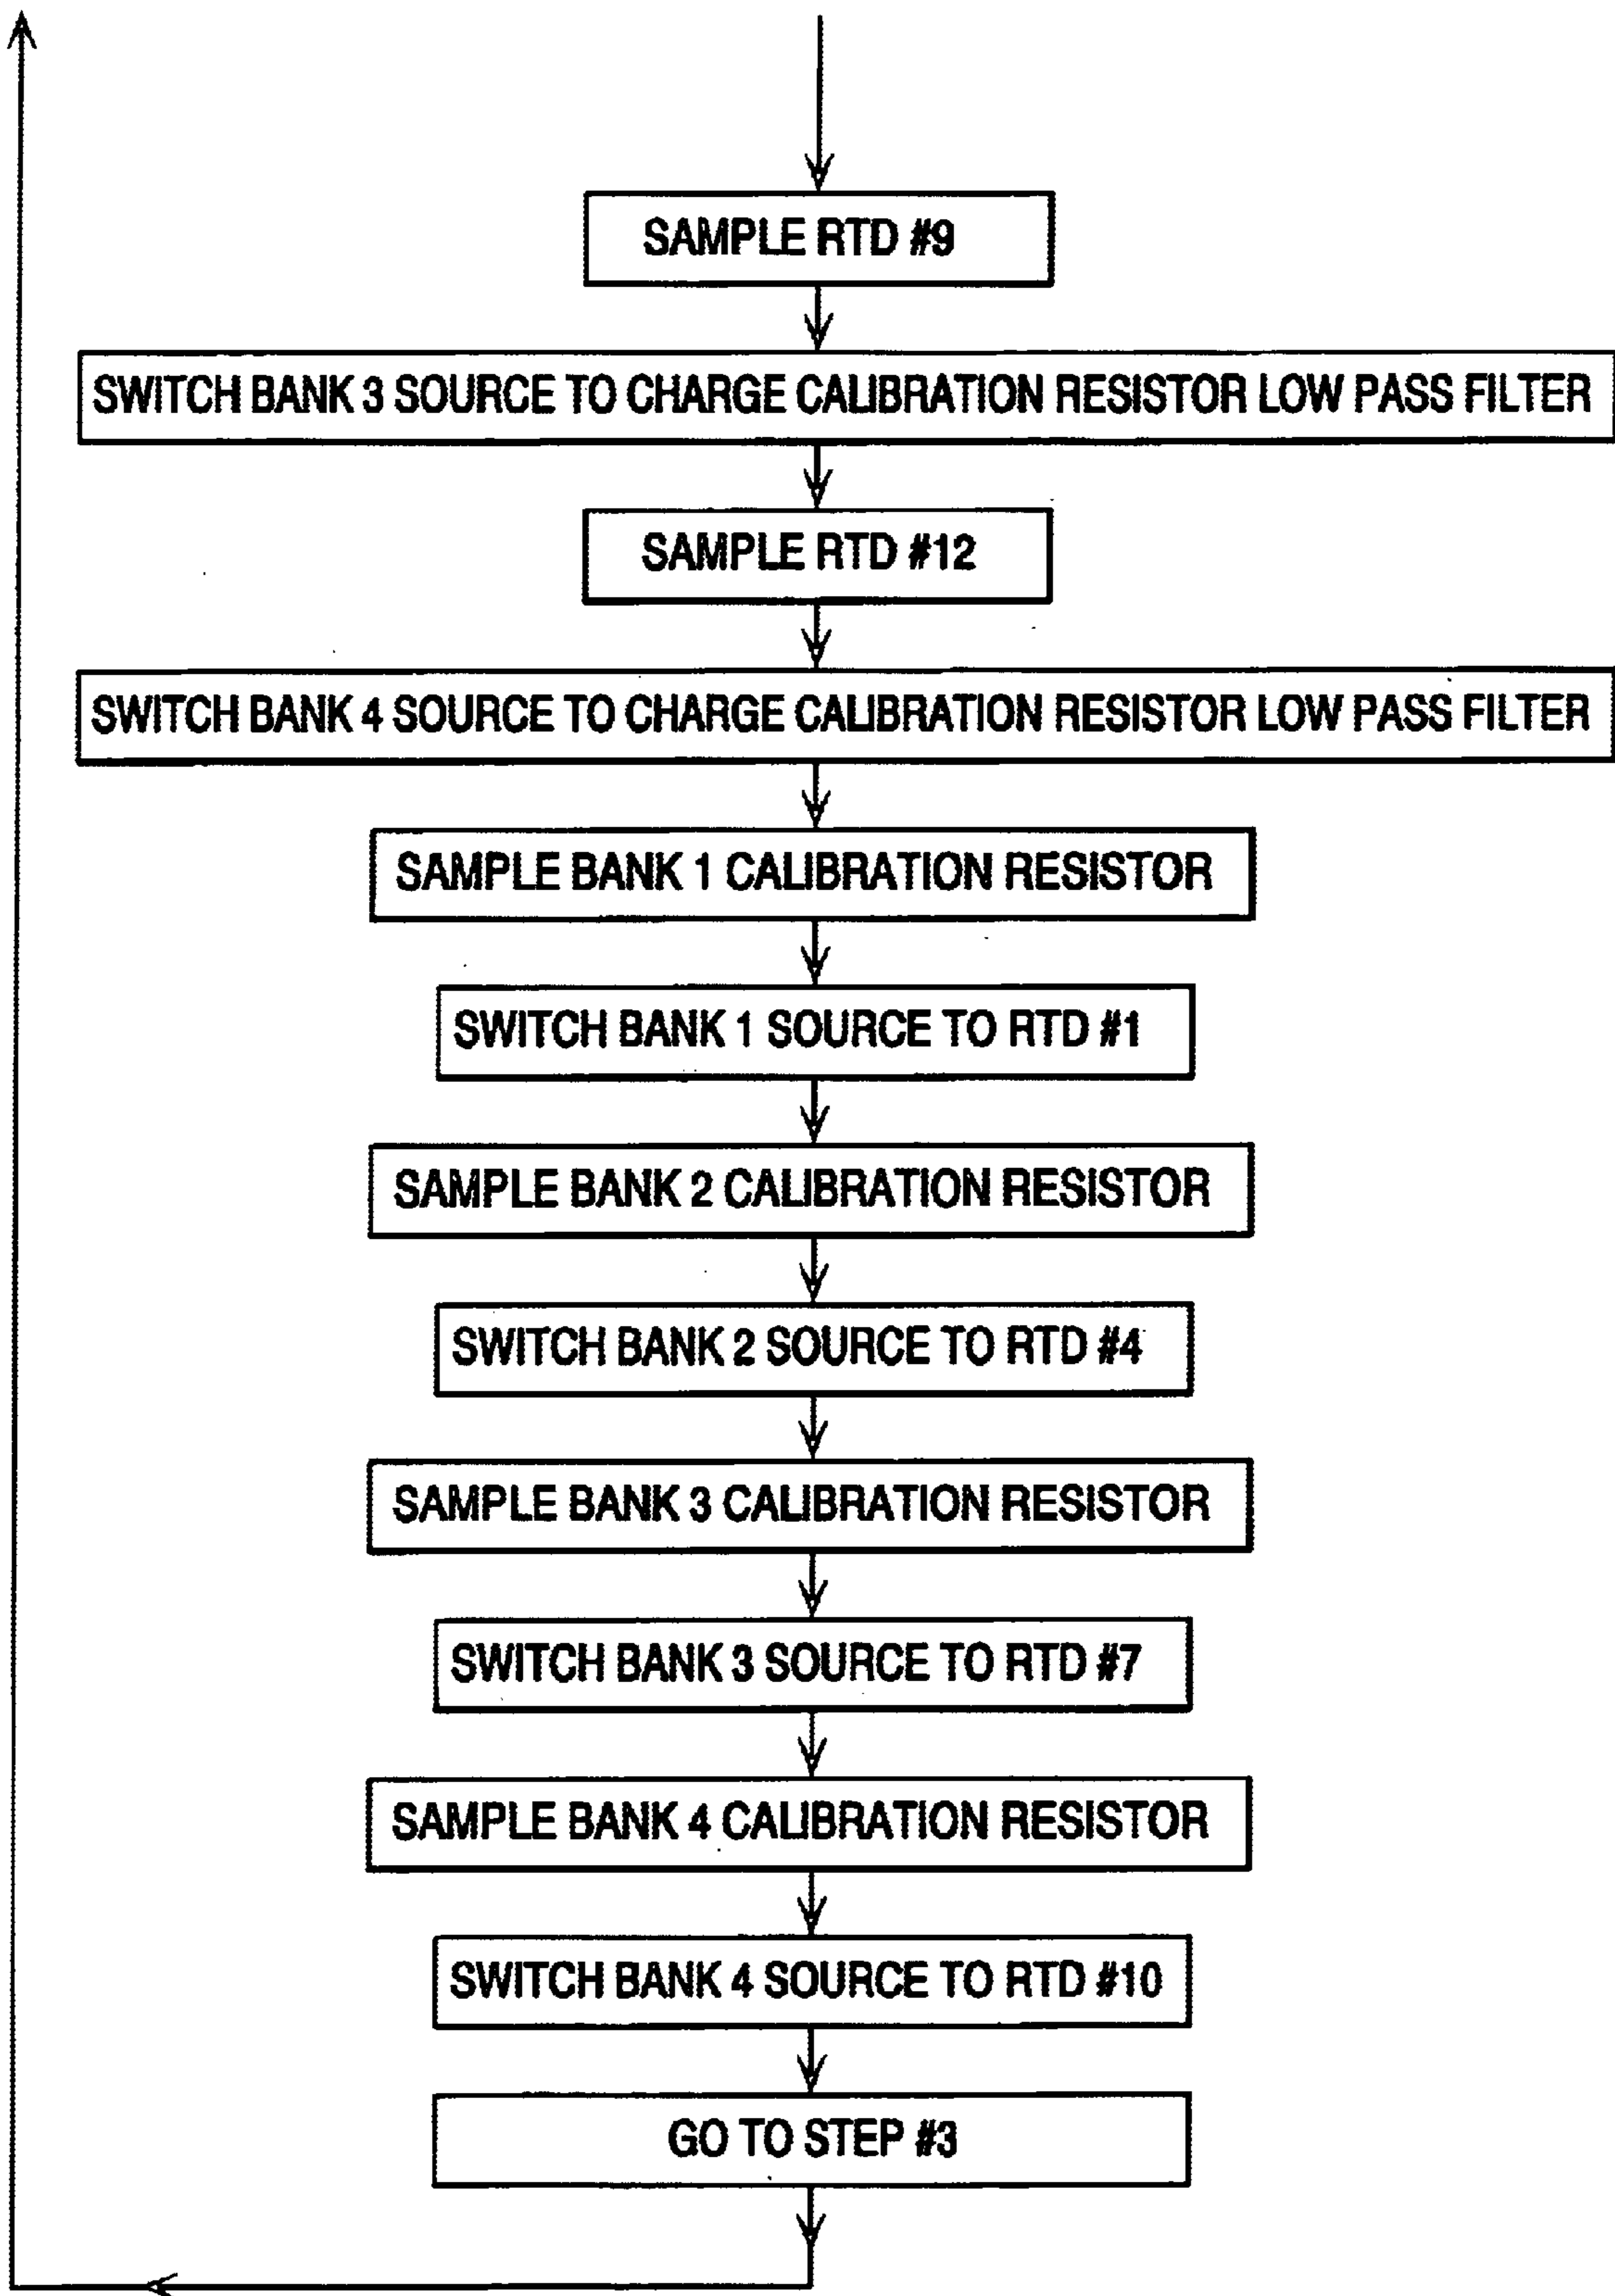 SAMPLE RTD #9
SWITCH BANK 3 SOURCE TO CHARGE CALIBRATION RESISTOR LOW PASS FILTER
SAMPLE RTD #12
SWITCH BANK 4 SOURCE TO CHARGE CALIBRATION RESISTOR LOW PASS FILTER
SAMPLE BANK 1 CALIBRATION RESISTOR
SWITCH BANK 1 SOURCE TO RTD #1
SAMPLE BANK 2 CALIBRATION RESISTOR
SWITCH BANK 2 SOURCE TO RTD #4
SAMPLE BANK 3 CALIBRATION RESISTOR
SWITCH BANK 3 SOURCE TO RTD #7
SAMPLE BANK 4 CALIBRATION RESISTOR
SWITCH BANK 4 SOURCE TO RTD #10
GO TO STEP #3